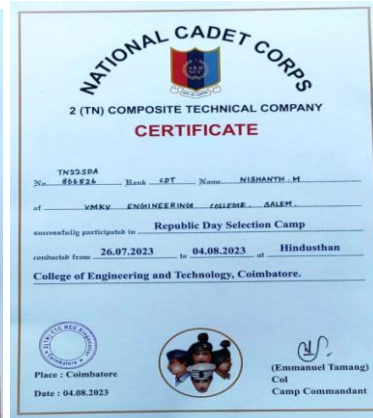 NATIONAL CADET CORPS
2 (TN) COMPOSITE TECHNICAL COMPANY
CERTIFICATE
TN22SDA
No 866526 Rank CDT Name NISHANTH . M
of VMKV ENGINEERING COLLEGE, SALEM.
successfully participated in Republic Day Selection Camp
conducted from 26.07.2023 to 04.08.2023 at Hindusthan
College of Engineering and Technology, Coimbatore.
Place : Coimbatore
Date : 04.08.2023
(Emmanuel Tamang)
Col
Camp Commandant